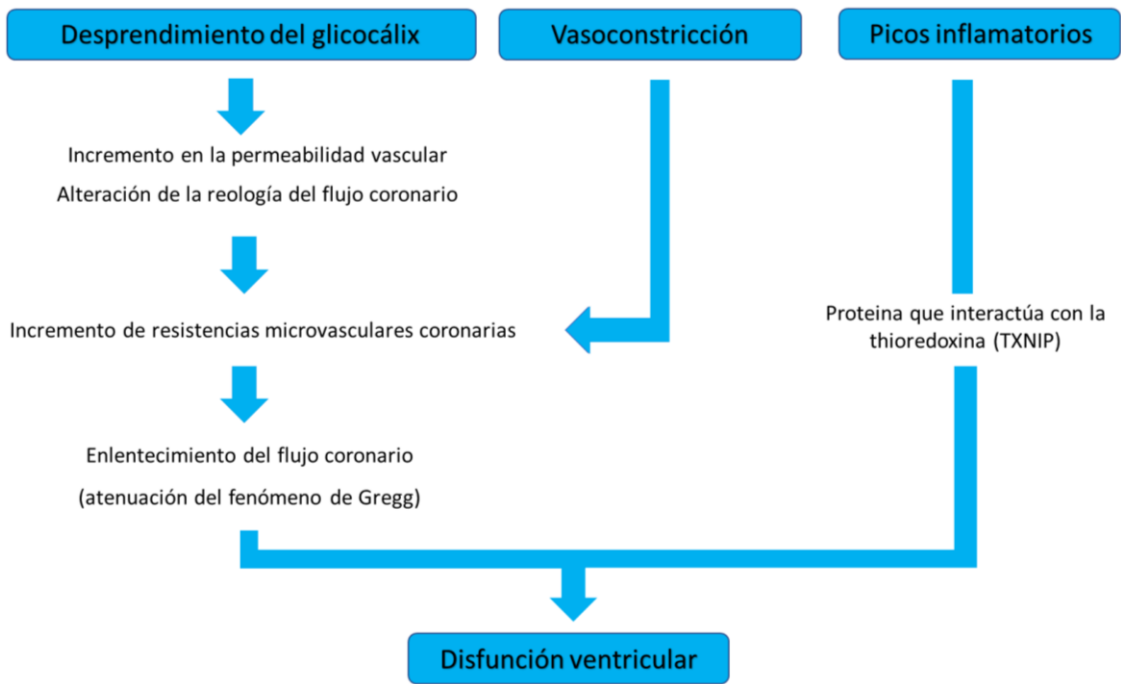 Desprendimiento del glicocálix
Vasoconstricción
Picos inflamatorios
Incremento en la permeabilidad vascular
Alteración de la reología del flujo coronario
Incremento de resistencias microvasculares coronarias
Proteina que interactúa con la
thioredoxina (TXNIP)
Enlentecimiento del flujo coronario
(atenuación del fenómeno de Gregg)
Disfunción ventricular